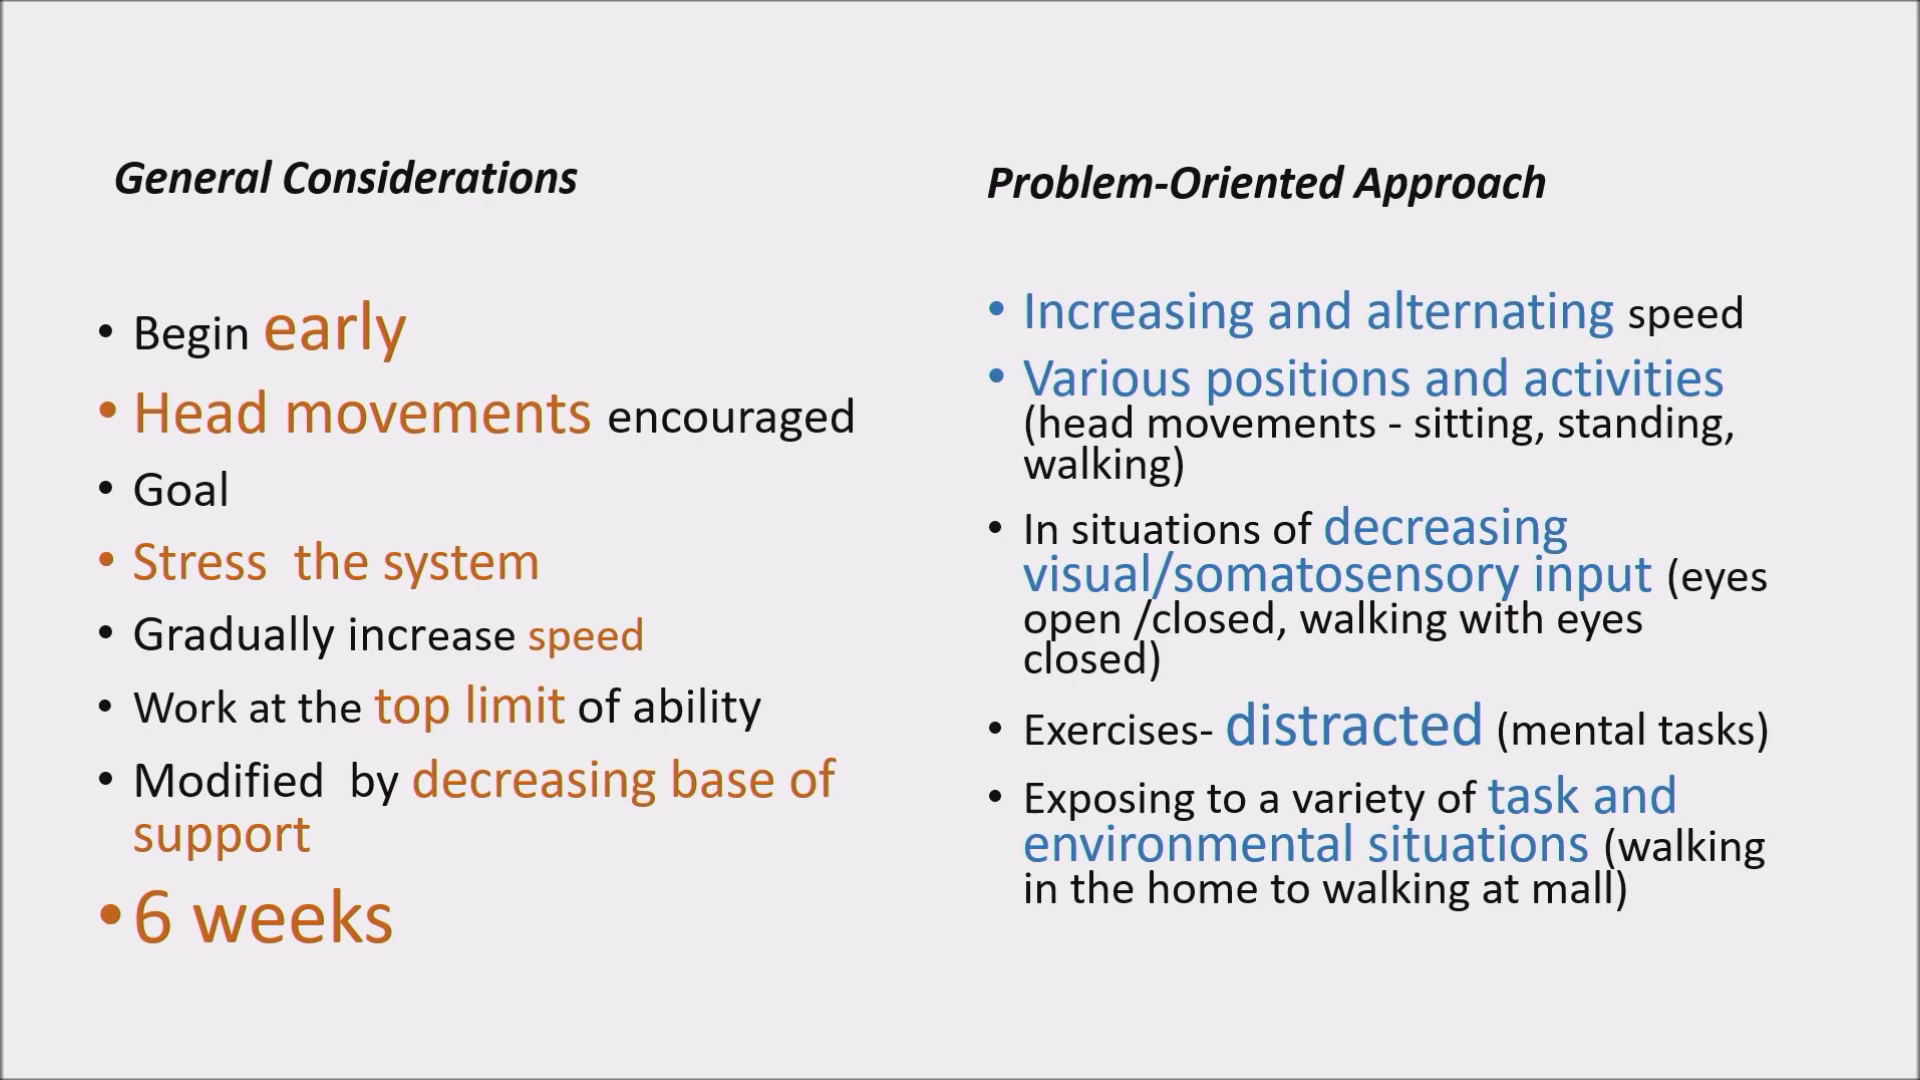 General Considerations
• Begin early
• Head movements encouraged
• Goal
• Stress  the system
• Gradually increase speed
• Work at the top limit of ability
• Modified  by decreasing base of
support
• 6 weeks
Problem-Oriented Approach
• Increasing and alternating speed
• Various positions and activities
(head movements - sitting, standing,
walking)
• In situations of decreasing
visual/somatosensory input (eyes
open /closed, walking with eyes
closed)
• Exercises- distracted (mental tasks)
• Exposing to a variety of task and
environmental situations (walking
in the home to walking at mall)